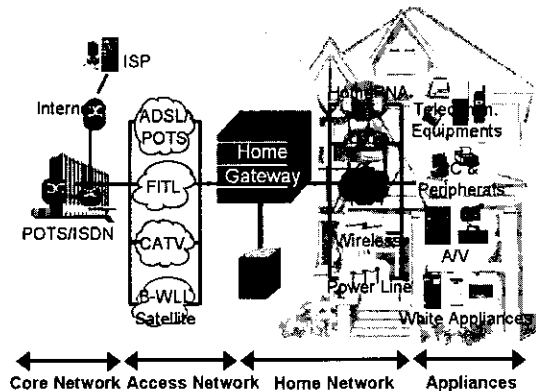 ISP
Internet
ADSL/
POTS
FITL
CATV
B-WLL
Satellite
POTS/ISDN
Home
Gateway
HomePNA
Wireless
Power Line
Equipments
PC &
Peripherals
A/V
White Appliances
Core Network
Access Network
Home Network
Appliances